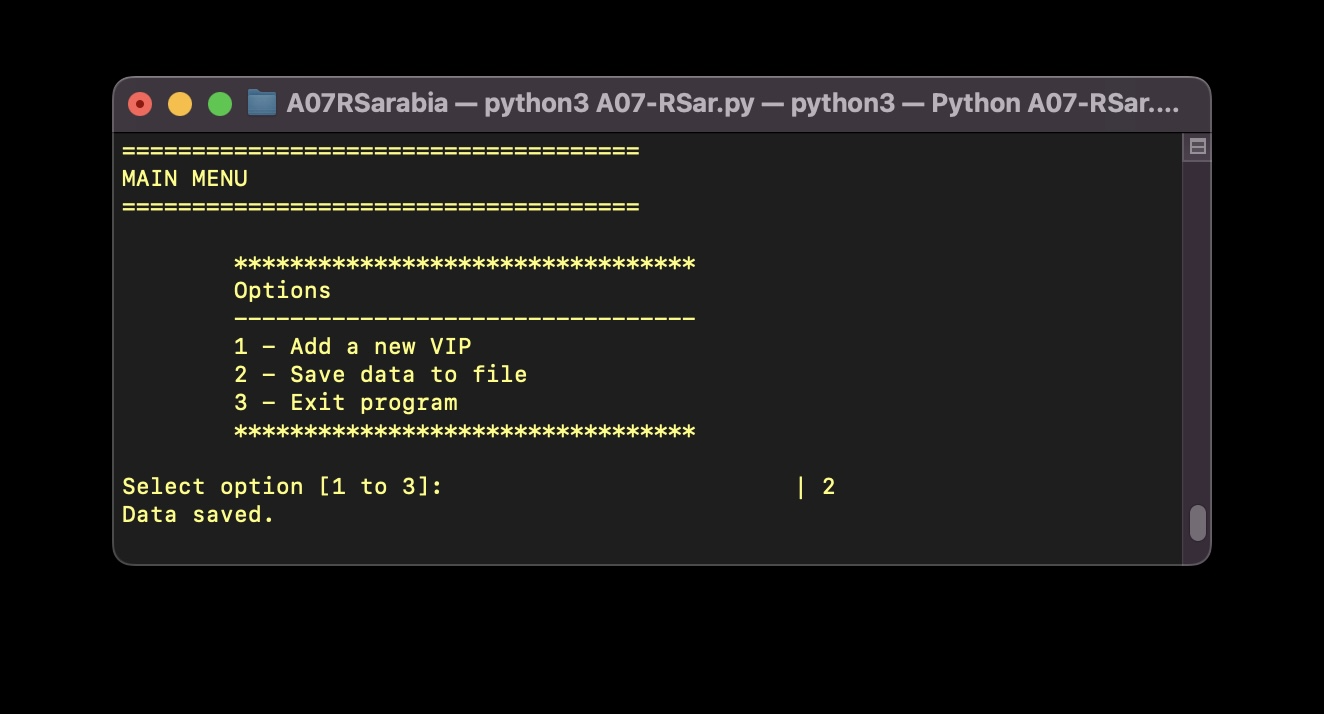 A07RSarabia — python3 A07-RSar.py — python3 — Python A07-RSar....
=====================================
MAIN MENU
=====================================
*********************************
Options
---------------------------------
1 - Add a new VIP
2 - Save data to file
3 - Exit program
*********************************
Select option [1 to 3]: | 2
Data saved.